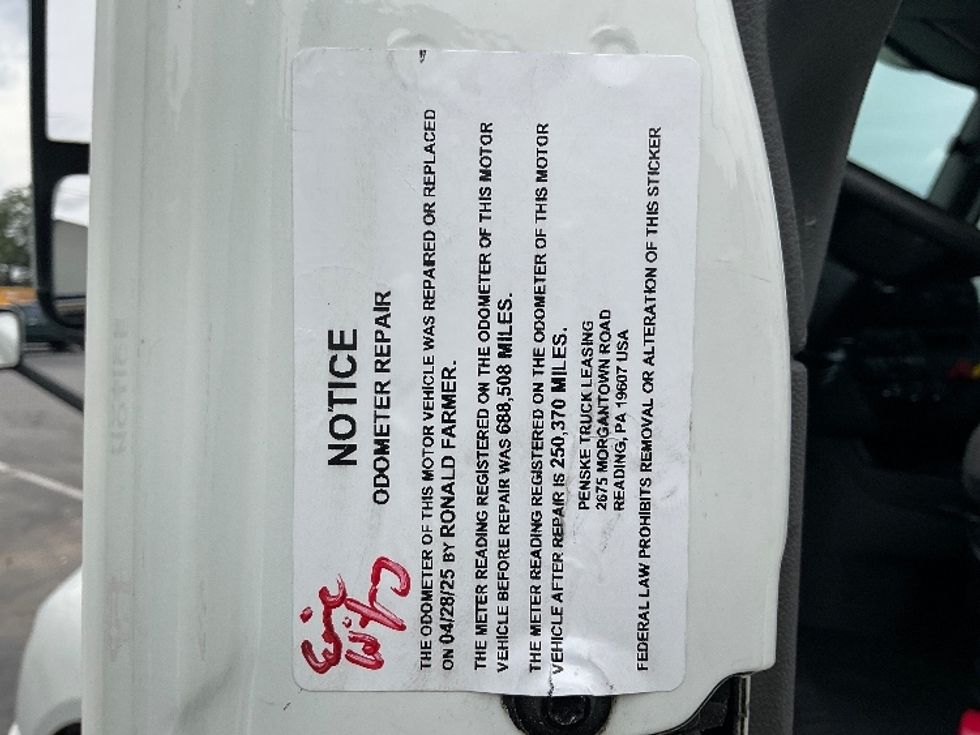 NOTICE
ODOMETER REPAIR
THE ODOMETER OF THIS MOTOR VEHICLE WAS REPAIRED OR REPLACED
ON 04/28/25 BY RONALD FARMER.
THE METER READING REGISTERED ON THE ODOMETER OF THIS MOTOR
VEHICLE BEFORE REPAIR WAS 688,508 MILES.
THE METER READING REGISTERED ON THE ODOMETER OF THIS MOTOR
VEHICLE AFTER REPAIR IS 250,370 MILES.
PENSKE TRUCK LEASING
2675 MORGANTOWN ROAD
READING, PA 19607 USA
FEDERAL LAW PROHIBITS REMOVAL OR ALTERATION OF THIS STICKER